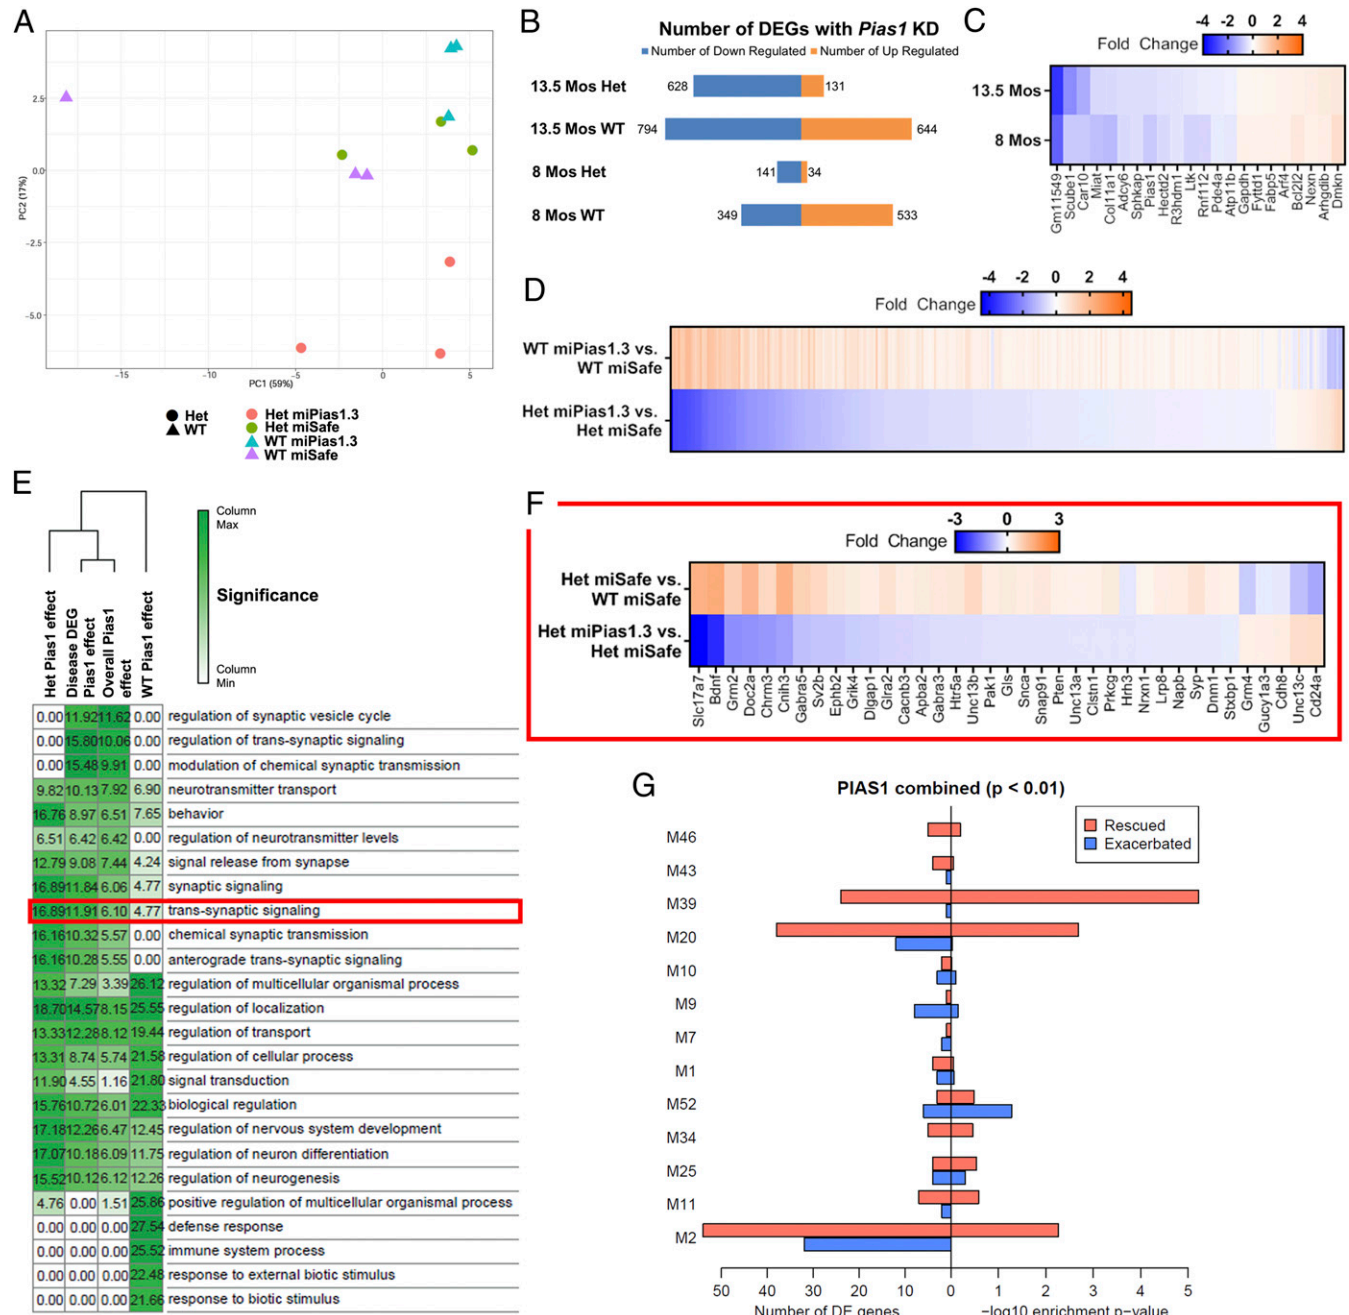 A
2.5
0.0
-2.5
-5.0
-15
-10
-5
0
5
PC2 (17%)
PC1 (59%)
Het
WT
Het miPias1.3
Het miSafe
WT miPias1.3
WT miSafe
B
Number of DEGs with Pias1 KD
Number of Down Regulated Number of Up Regulated
13.5 Mos Het 628 131
13.5 Mos WT 794 644
8 Mos Het 141 34
8 Mos WT 349 533
C
-4 -2 0 2 4
Fold Change
13.5 Mos
8 Mos
Gm11549
Scube1
Car10
Miat
Col11a1
Adcy6
Sphkap
Pias1
Hectd2
R3hdm1
Ltk
Rnf112
Pde4a
Atp11b
Gapdh
Fyttd1
Fabp5
Arf4
Bcl2l2
Nexn
Arhgdib
Dmkn
D
-4 -2 0 2 4
Fold Change
WT miPias1.3 vs.
WT miSafe
Het miPias1.3 vs.
Het miSafe
E
Column
Max
Significance
Column
Min
Het Pias1 effect
Disease DEG
Pias1 effect
Overall Pias1
effect
WT Pias1 effect
0.00 11.92 11.62 0.00 regulation of synaptic vesicle cycle
0.00 15.80 10.06 0.00 regulation of trans-synaptic signaling
0.00 15.48 9.91 0.00 modulation of chemical synaptic transmission
9.82 10.13 7.92 6.90 neurotransmitter transport
16.76 8.97 6.51 7.65 behavior
6.51 6.42 6.42 0.00 regulation of neurotransmitter levels
12.79 9.08 7.44 4.24 signal release from synapse
16.89 11.84 6.06 4.77 synaptic signaling
16.89 11.91 6.10 4.77 trans-synaptic signaling
16.16 10.32 5.57 0.00 chemical synaptic transmission
16.16 10.28 5.55 0.00 anterograde trans-synaptic signaling
13.32 7.29 3.39 26.12 regulation of multicellular organismal process
18.70 14.57 8.15 25.55 regulation of localization
13.33 12.28 8.12 19.44 regulation of transport
13.31 8.74 5.74 21.58 regulation of cellular process
11.90 4.55 1.16 21.80 signal transduction
15.76 10.72 6.01 22.33 biological regulation
17.18 12.26 6.47 12.45 regulation of nervous system development
17.07 10.18 6.09 11.75 regulation of neuron differentiation
15.52 10.12 6.12 12.26 regulation of neurogenesis
4.76 0.00 1.51 25.86 positive regulation of multicellular organismal process
0.00 0.00 0.00 27.54 defense response
0.00 0.00 0.00 25.52 immune system process
0.00 0.00 0.00 22.48 response to external biotic stimulus
0.00 0.00 0.00 21.66 response to biotic stimulus
F
-3 0 3
Fold Change
Het miSafe vs.
WT miSafe
Het miPias1.3 vs.
Het miSafe
Slc17a7
Bdnf
Grm2
Doc2a
Chrm3
Cnih3
Gabra5
Sv2b
Ephb2
Grik4
Dlgap1
Glra2
Cacnb3
Apba2
Gabra3
Htr5a
Unc13b
Pak1
Gls
Snca
Snap91
Pten
Unc13a
Clstn1
Prkcg
Hrh3
Nrxn1
Lrp8
Napb
Syp
Dnm1
Stxbp1
Grm4
Gucy1a3
Cdh8
Unc13c
Cd24a
G
PIAS1 combined (p < 0.01)
Rescued
Exacerbated
M46
M43
M39
M20
M10
M9
M7
M1
M52
M34
M25
M11
M2
50 40 30 20 10 0 1 2 3 4 5
Number of DE genes −log10 enrichment p−value